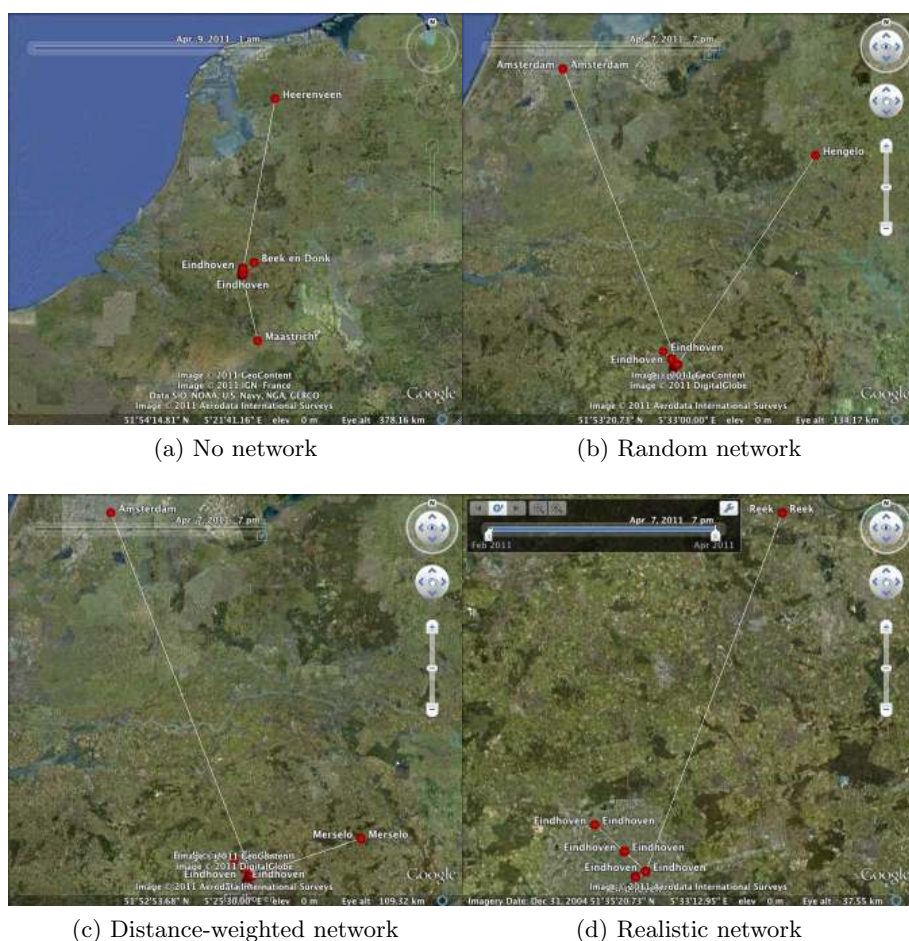 N
Apr. 9, 2011 1 am
Heerenveen
Beek en Donk
Eindhoven
Eindhoven
Maastricht
Image © 2011 GeoContent
Image © 2011 IGN France
Data SIO, NOAA, U.S. Navy, NGA, GEBCO
Image © 2011 Aerodata International Surveys
Google
51°54'14.81" N 5°21'41.16" E elev 0 m Eye alt 378.16 km
(a) No network
N
Apr. 7, 2011 7 pm
Amsterdam Amsterdam
Hengelo
Eindhoven
Eindhoven
Image © 2011 GeoContent
Image © 2011 DigitalGlobe
Image © 2011 Aerodata International Surveys
Google
51°53'20.73" N 5°33'00.00" E elev 0 m Eye alt 134.17 km
(b) Random network
N
Amsterdam
Apr. 7, 2011 7 pm
Merselo Merselo
Image © 2011 DigitalGlobe
Eindhoven Eindhoven
Image © 2011 Aerodata International Surveys
Google
51°52'53.68" N 5°25'30.00" E elev 0 m Eye alt 109.32 km
(c) Distance-weighted network
N
Reek Reek
Apr. 7, 2011 7 pm
Feb 2011 Apr 2011
Eindhoven Eindhoven
Eindhoven Eindhoven
Eindhoven Eindhoven
Image © 2011 Aerodata International Surveys
Google
Imagery Date: Dec 31, 2004 51°35'20.73" N 5°33'12.95" E elev 0 m Eye alt 37.55 km
(d) Realistic network